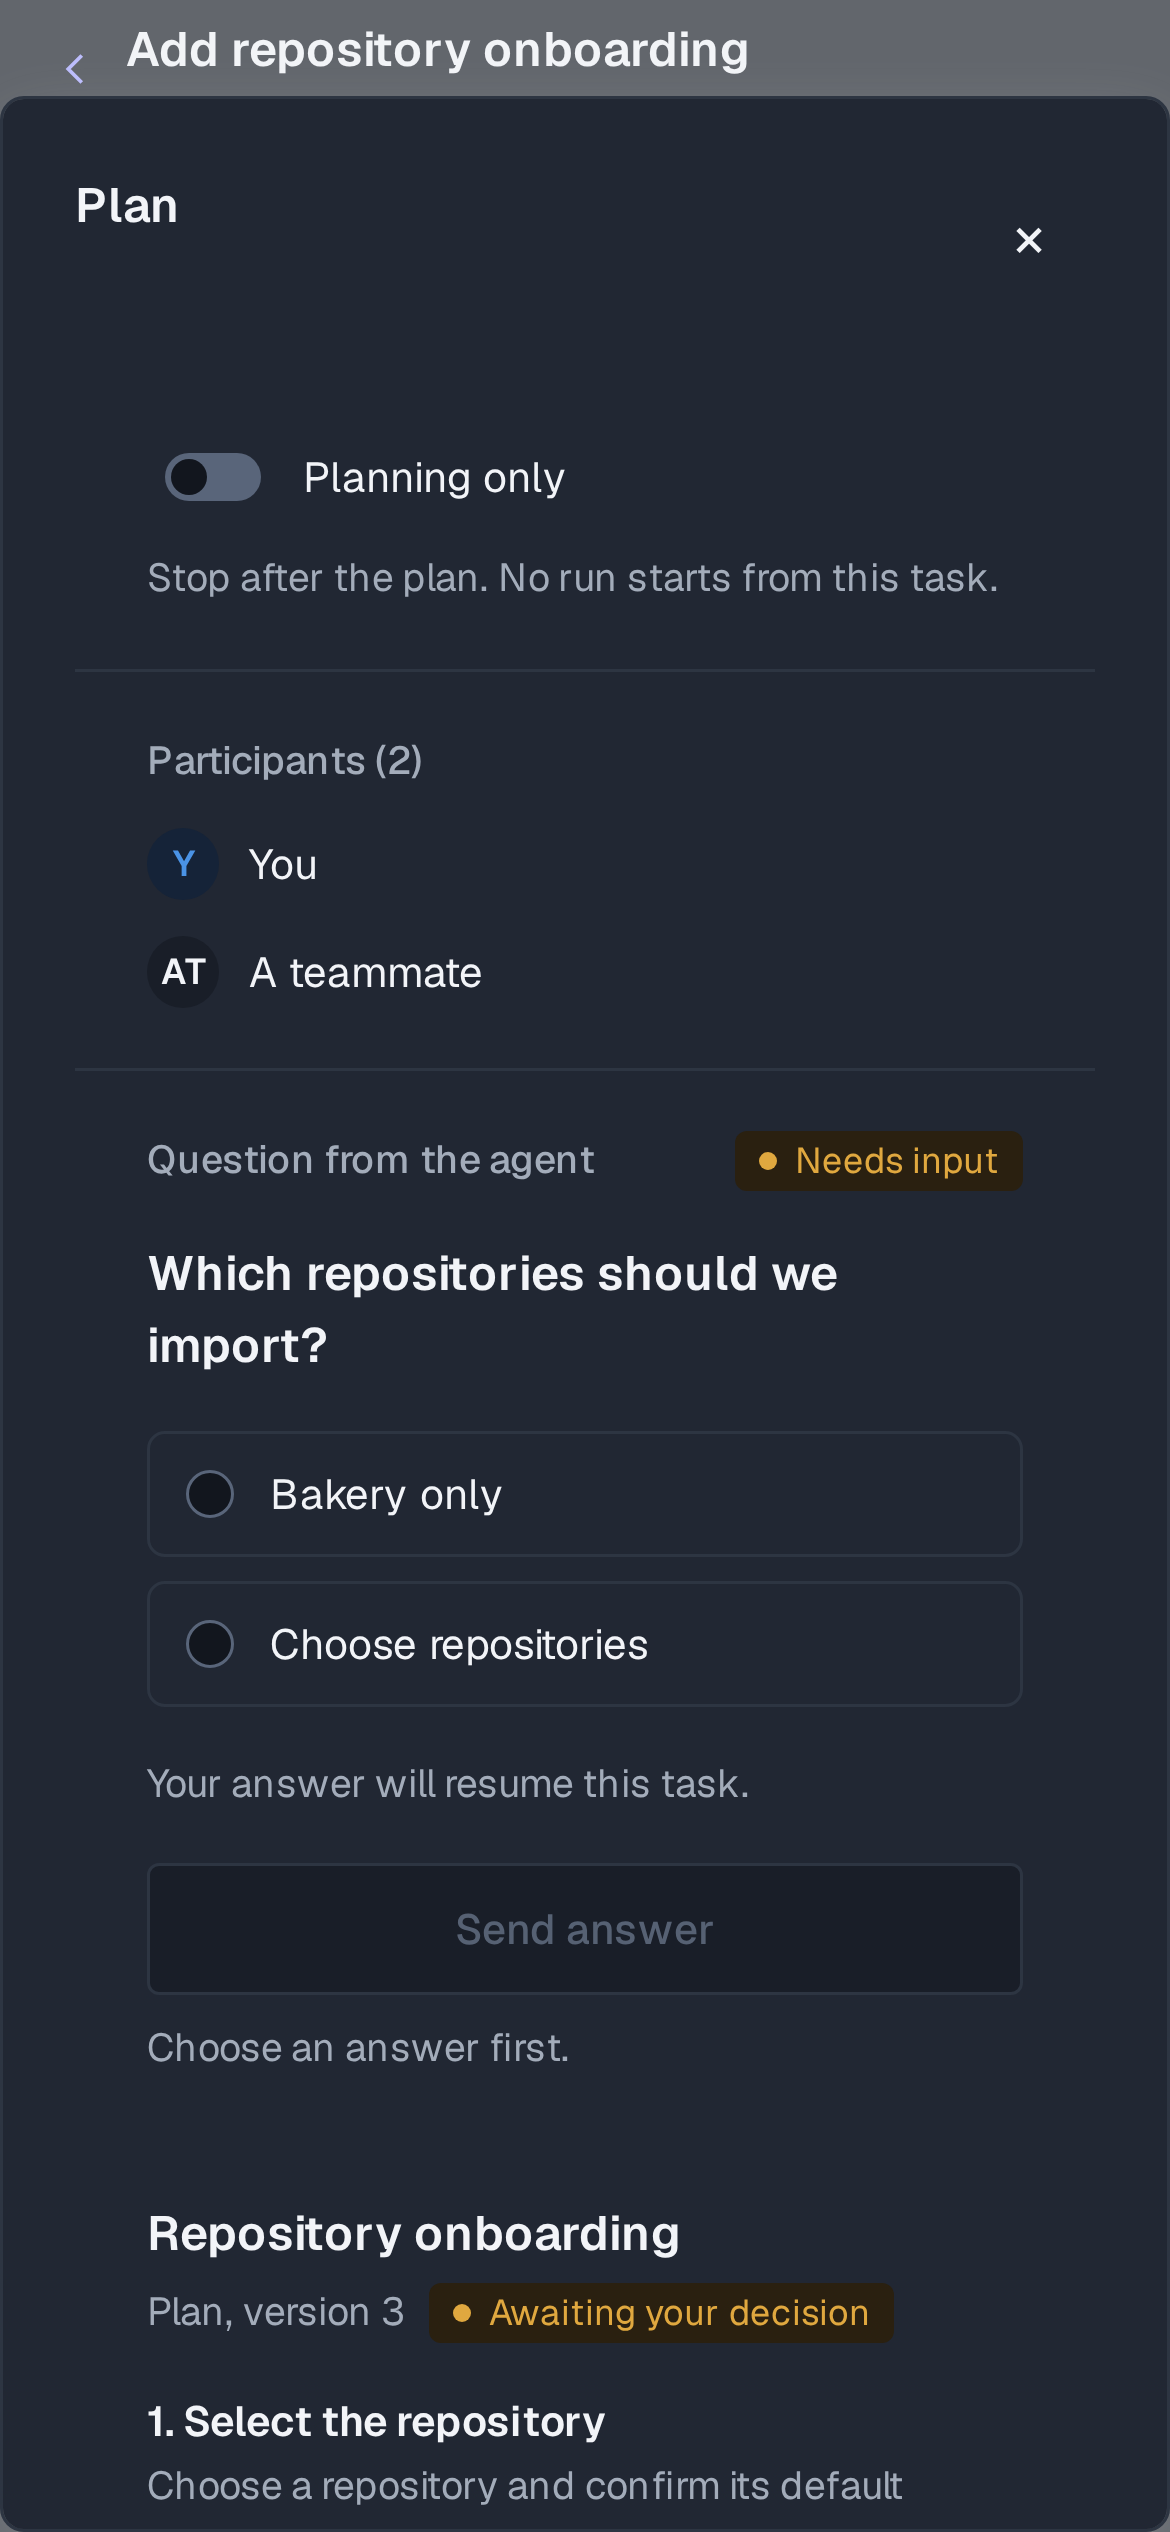 Add repository onboarding
Plan
Planning only
Stop after the plan. No run starts from this task.
Participants (2)
Y You
AT A teammate
Question from the agent Needs input
Which repositories should we
import?
Bakery only
Choose repositories
Your answer will resume this task.
Send answer
Choose an answer first.
Repository onboarding
Plan, version 3 Awaiting your decision
1. Select the repository
Choose a repository and confirm its default